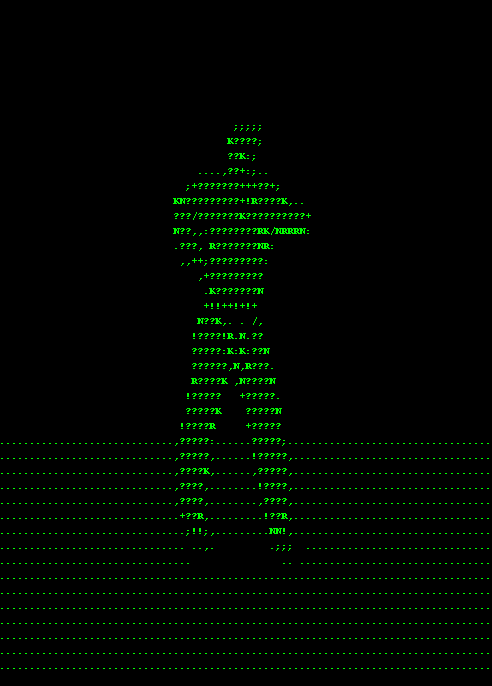 ;;;;;
K????;
??K:;
....,??+:;..
;+???????+++??+;
KN?????????+!R????K,..
???/???????K??????????+
N??,,:????????RK/NRRRN:
.???, R???????NR:
,,++;?????????:
,+?????????
.K???????N
+!!++!+!+
N??K,. . /,
!????!R.N.??
?????:K:K:??N
??????,N,R???.
R????K ,N????N
!????? +?????.
?????K ?????N
!????R +?????
.............................,?????:...... ?????;..................................
.............................,?????,......!?????,.................................
.............................,????K,......,?????,.................................
.............................,????,.......!????,.................................
.............................,????,.......,????,.................................
..............................+??R,.........!??R,.................................
..............................;!!;,.........NN!,.................................
............................... ..,. .;;; ...............................
................................ ................................
..................................................................................
..................................................................................
..................................................................................
..................................................................................
..................................................................................
..................................................................................
..................................................................................